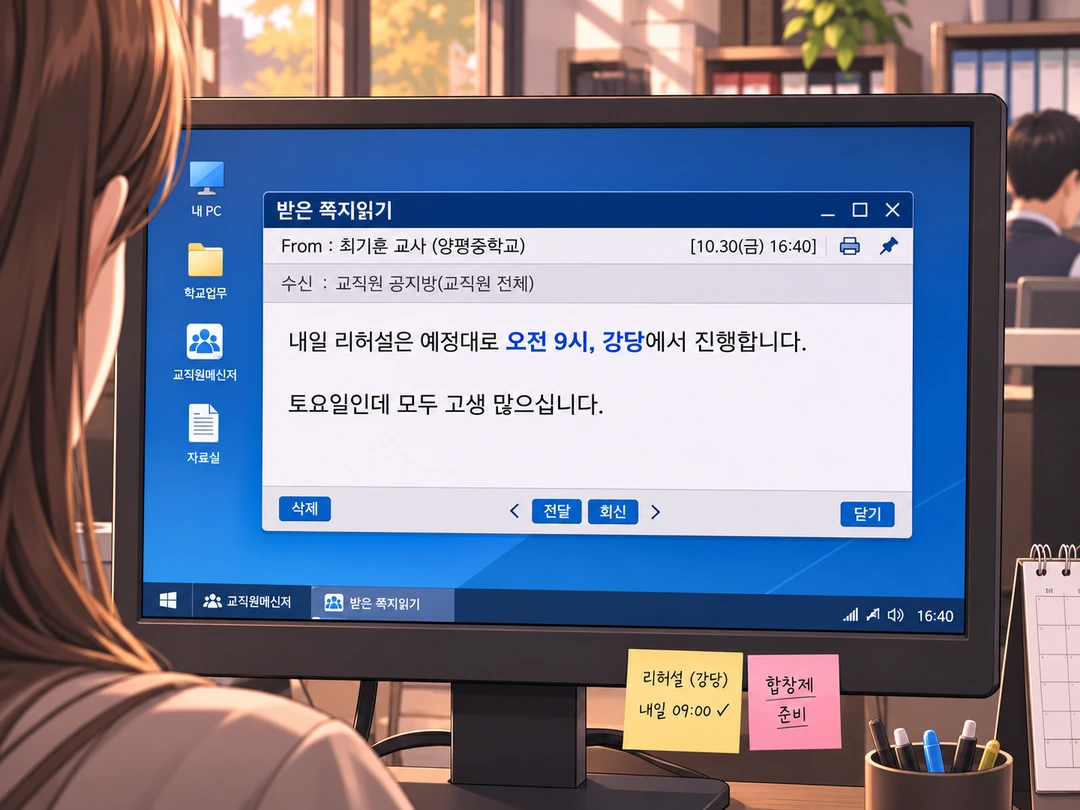 내 PC
학교업무
교직원메신저
자료실
받은 쪽지읽기
From : 최기훈 교사 (양평중학교)
[10.30(금) 16:40]
수신 : 교직원 공지방(교직원 전체)
내일 리허설은 예정대로 오전 9시, 강당에서 진행합니다.
토요일인데 모두 고생 많으십니다.
삭제
전달
회신
닫기
교직원메신저
받은 쪽지읽기
16:40
리허설 (강당)
내일 09:00 ✓
합창제
준비